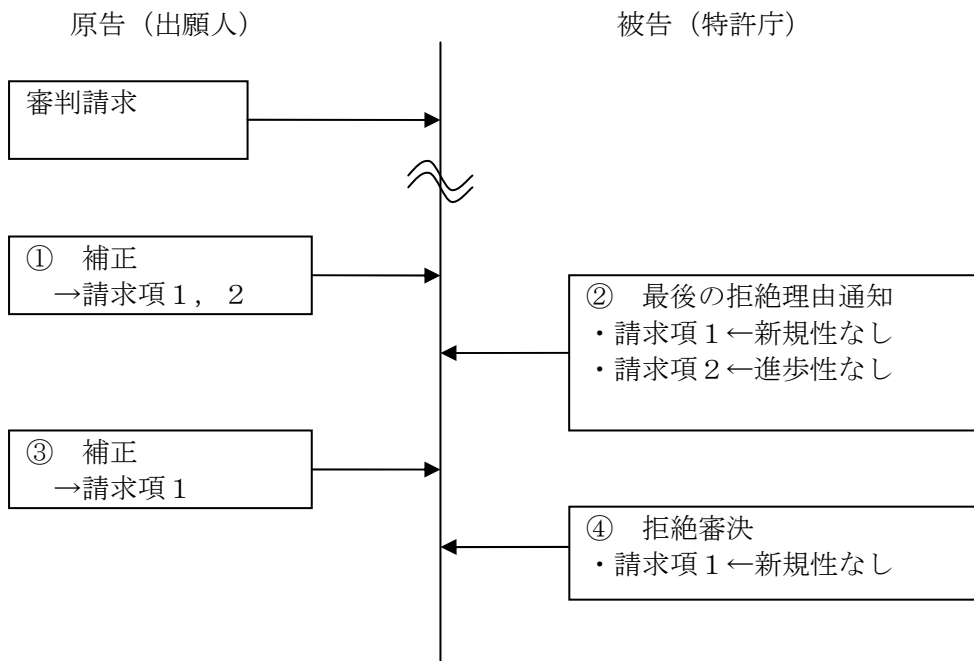 原告（出願人）
被告（特許庁）
審判請求
① 補正
→請求項１，２
② 最後の拒絶理由通知
・請求項１←新規性なし
・請求項２←進歩性なし
③ 補正
→請求項１
④ 拒絶審決
・請求項１←新規性なし